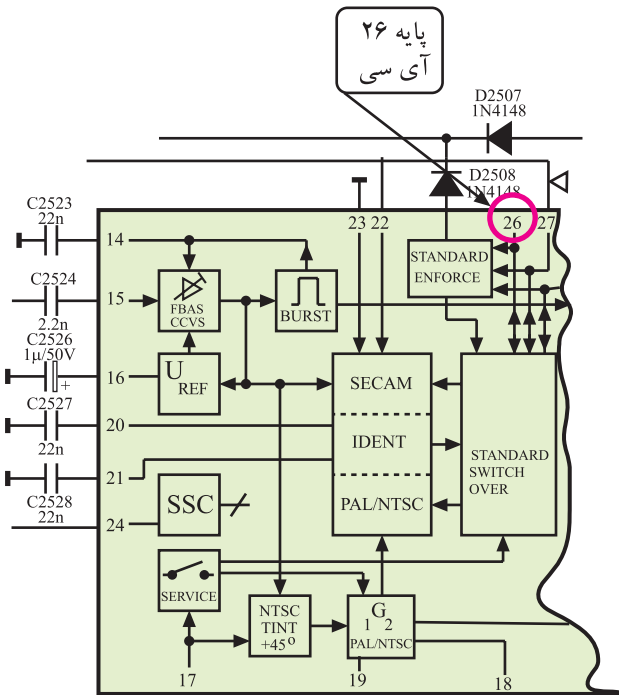 پایه ۲۶
آی سی
D2507
1N4148
D2508
1N4148
C2523
22n
14
23 22
26
27
STANDARD
ENFORCE
C2524
2.2n
15
FBAS
CCVS
BURST
C2526
1µ/50V
+
16
U REF
SECAM
C2527
22n
20
IDENT
STANDARD
SWITCH
OVER
21
C2528
22n
24
SSC
PAL/NTSC
SERVICE
NTSC
TINT
+45°
G
1 2
PAL/NTSC
17
19
18